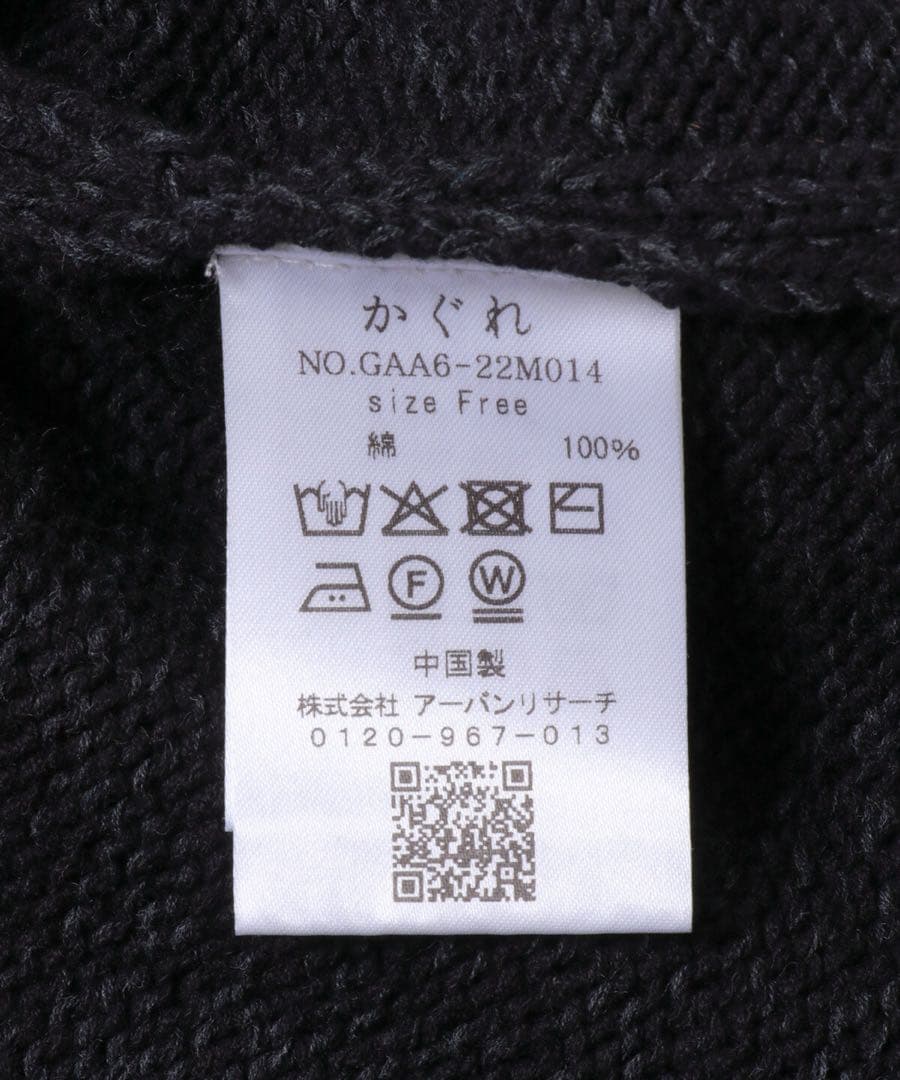 かぐれ
NO.GAA6-22M014
size Free
綿 100%
F W
中国製
株式会社 アーバンリサーチ
0120-967-013